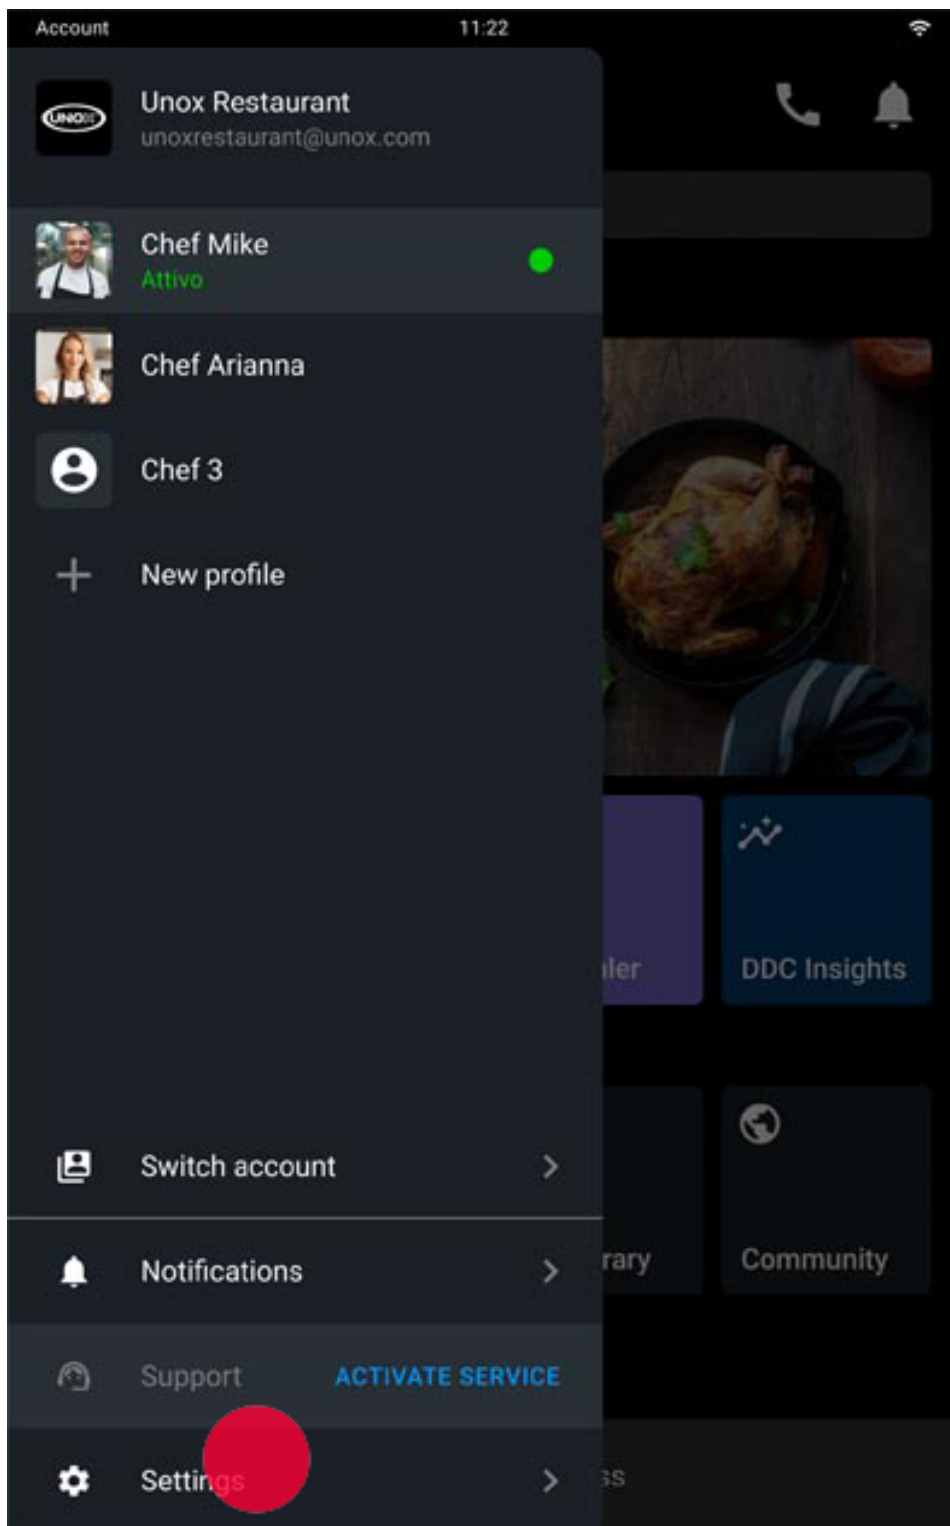 Account
11:22
UNOX
Unox Restaurant
unoxrestaurant@unox.com
Chef Mike
Attivo
Chef Arianna
Chef 3
New profile
DDC Insights
Switch account
Community
Notifications
Support
ACTIVATE SERVICE
Settings